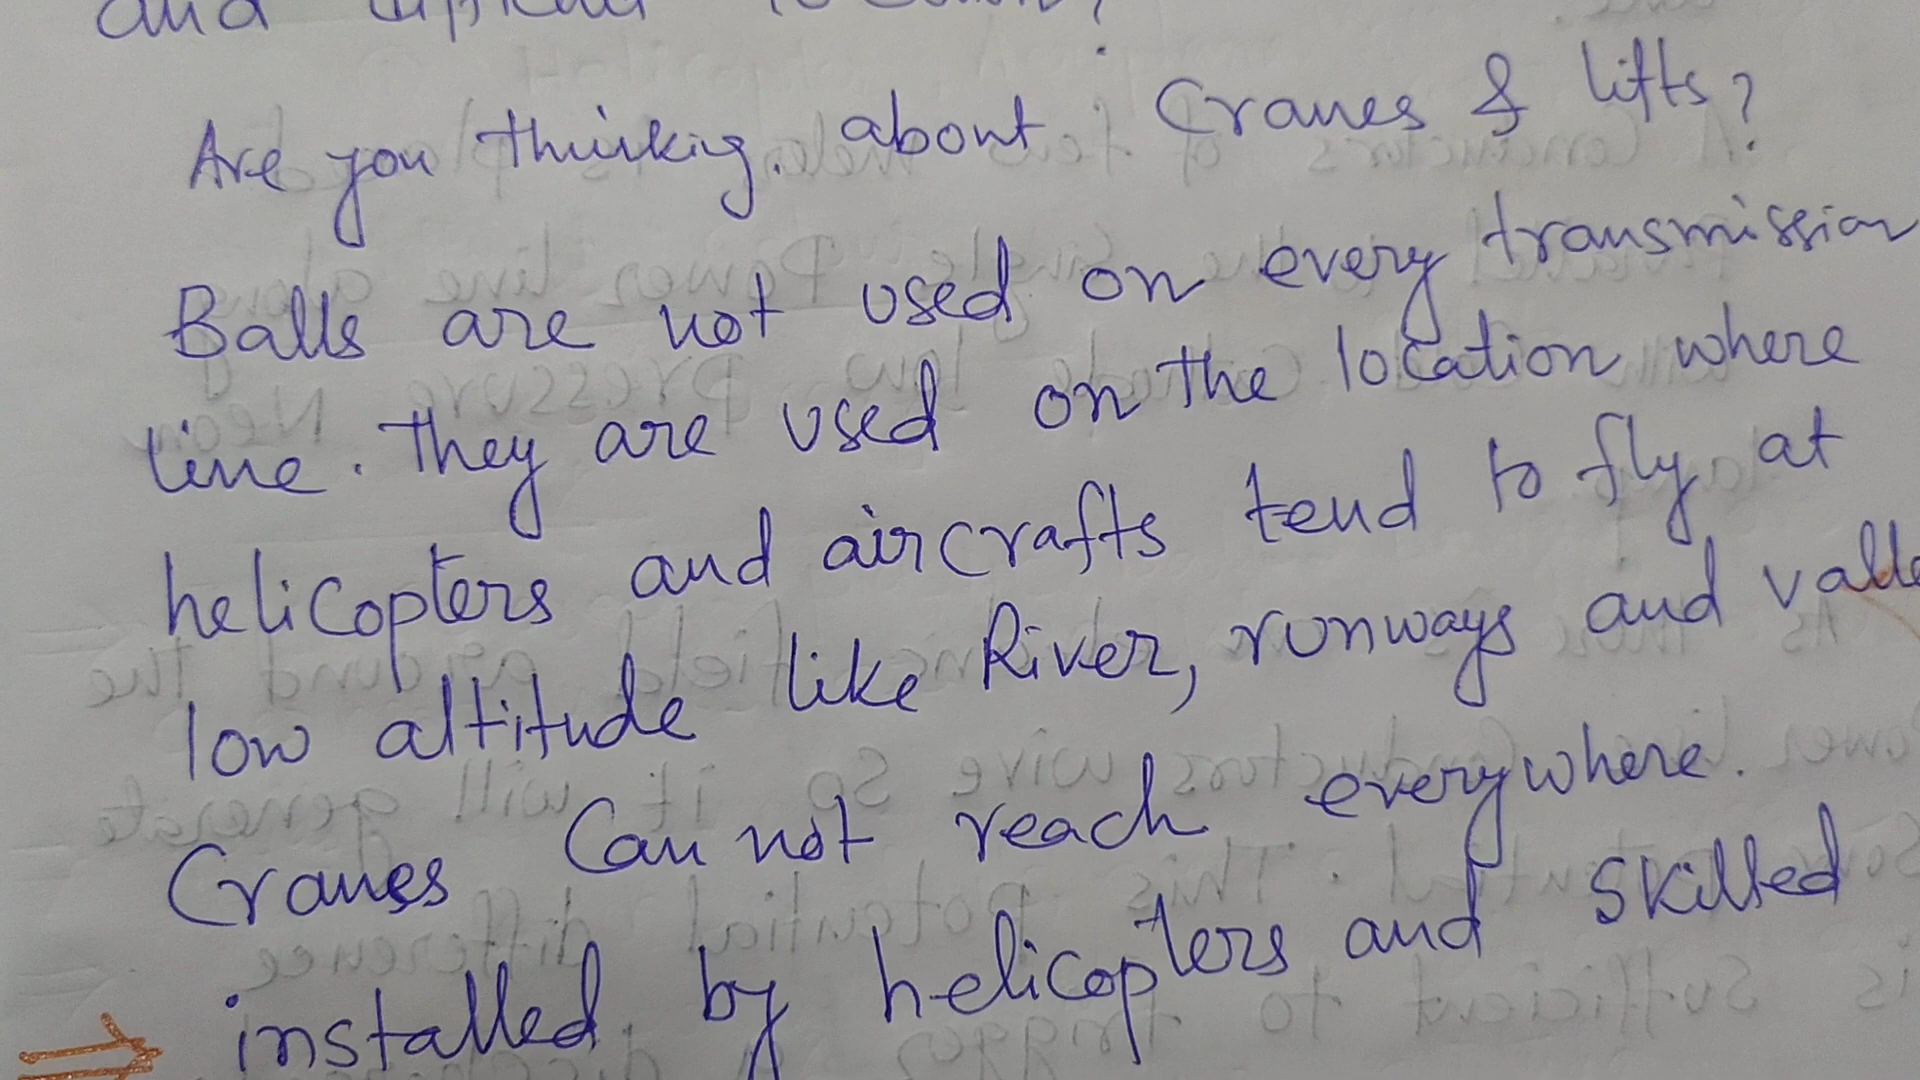 and
Are you thinking about Cranes & lifts?
Balls are not used on every transmission
line. They are used on the location where
helicopters and aircrafts tend to fly at
low altitude like River, runways and
Cranes Can not reach everywhere.
installed by helicopters and skilled